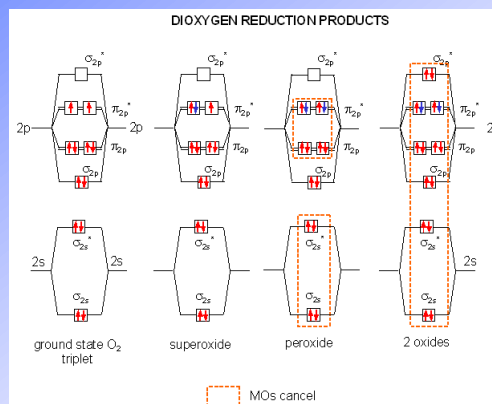 DIOXYGEN REDUCTION PRODUCTS
σ2p* σ2p* σ2p* σ2p*
π2p* π2p* π2p* π2p*
2p 2p 2
π2p π2p π2p π2p
σ2p σ2p σ2p σ2p
σ2s* σ2s* σ2s* σ2s*
2s 2s 2s
σ2s σ2s σ2s σ2s
ground state O2 superoxide peroxide 2 oxides
triplet
MOs cancel